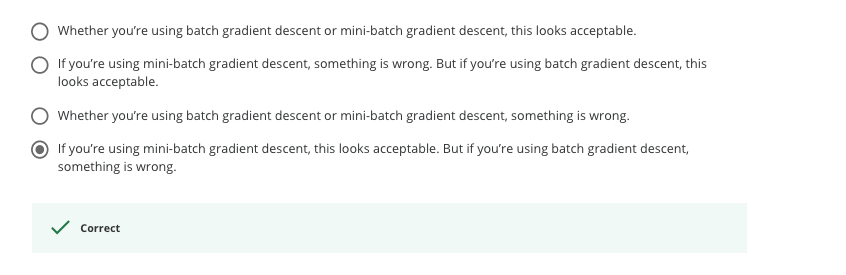 Whether you’re using batch gradient descent or mini-batch gradient descent, this looks acceptable.
If you’re using mini-batch gradient descent, something is wrong. But if you’re using batch gradient descent, this
looks acceptable.
Whether you’re using batch gradient descent or mini-batch gradient descent, something is wrong.
If you’re using mini-batch gradient descent, this looks acceptable. But if you’re using batch gradient descent,
something is wrong.
Correct